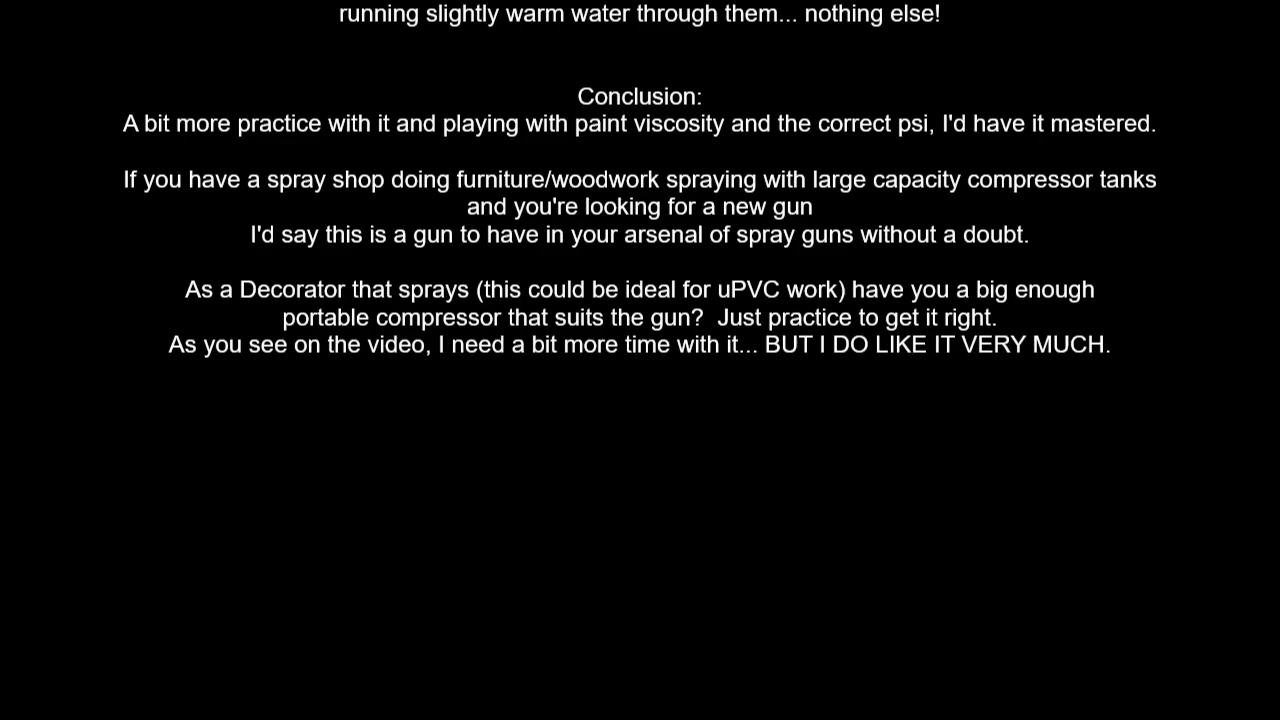 running slightly warm water through them... nothing else!
Conclusion:
A bit more practice with it and playing with paint viscosity and the correct psi, I'd have it mastered.
If you have a spray shop doing furniture/woodwork spraying with large capacity compressor tanks
and you're looking for a new gun
I'd say this is a gun to have in your arsenal of spray guns without a doubt.
As a Decorator that sprays (this could be ideal for uPVC work) have you a big enough
portable compressor that suits the gun?  Just practice to get it right.
As you see on the video, I need a bit more time with it... BUT I DO LIKE IT VERY MUCH.